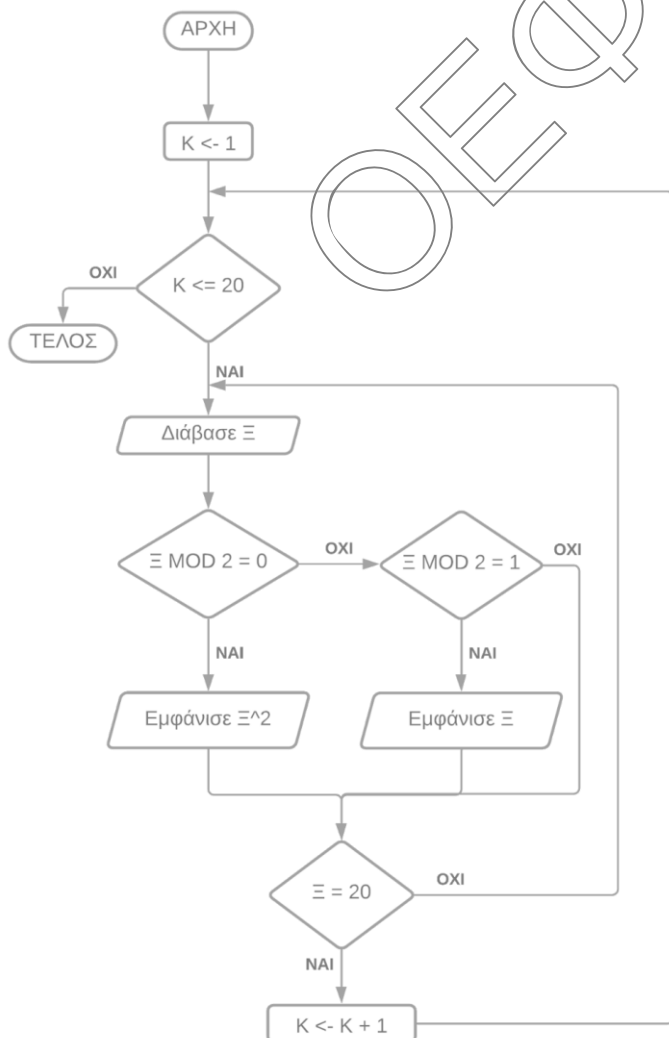 ΑΡΧΗ
Κ <- 1
Κ <= 20
ΟΧΙ
ΤΕΛΟΣ
ΝΑΙ
Διάβασε Ξ
Ξ MOD 2 = 0
ΟΧΙ
Ξ MOD 2 = 1
ΟΧΙ
ΝΑΙ
ΝΑΙ
Εμφάνισε Ξ^2
Εμφάνισε Ξ
Ξ = 20
ΟΧΙ
ΝΑΙ
Κ <- Κ + 1
ΟΕΦ